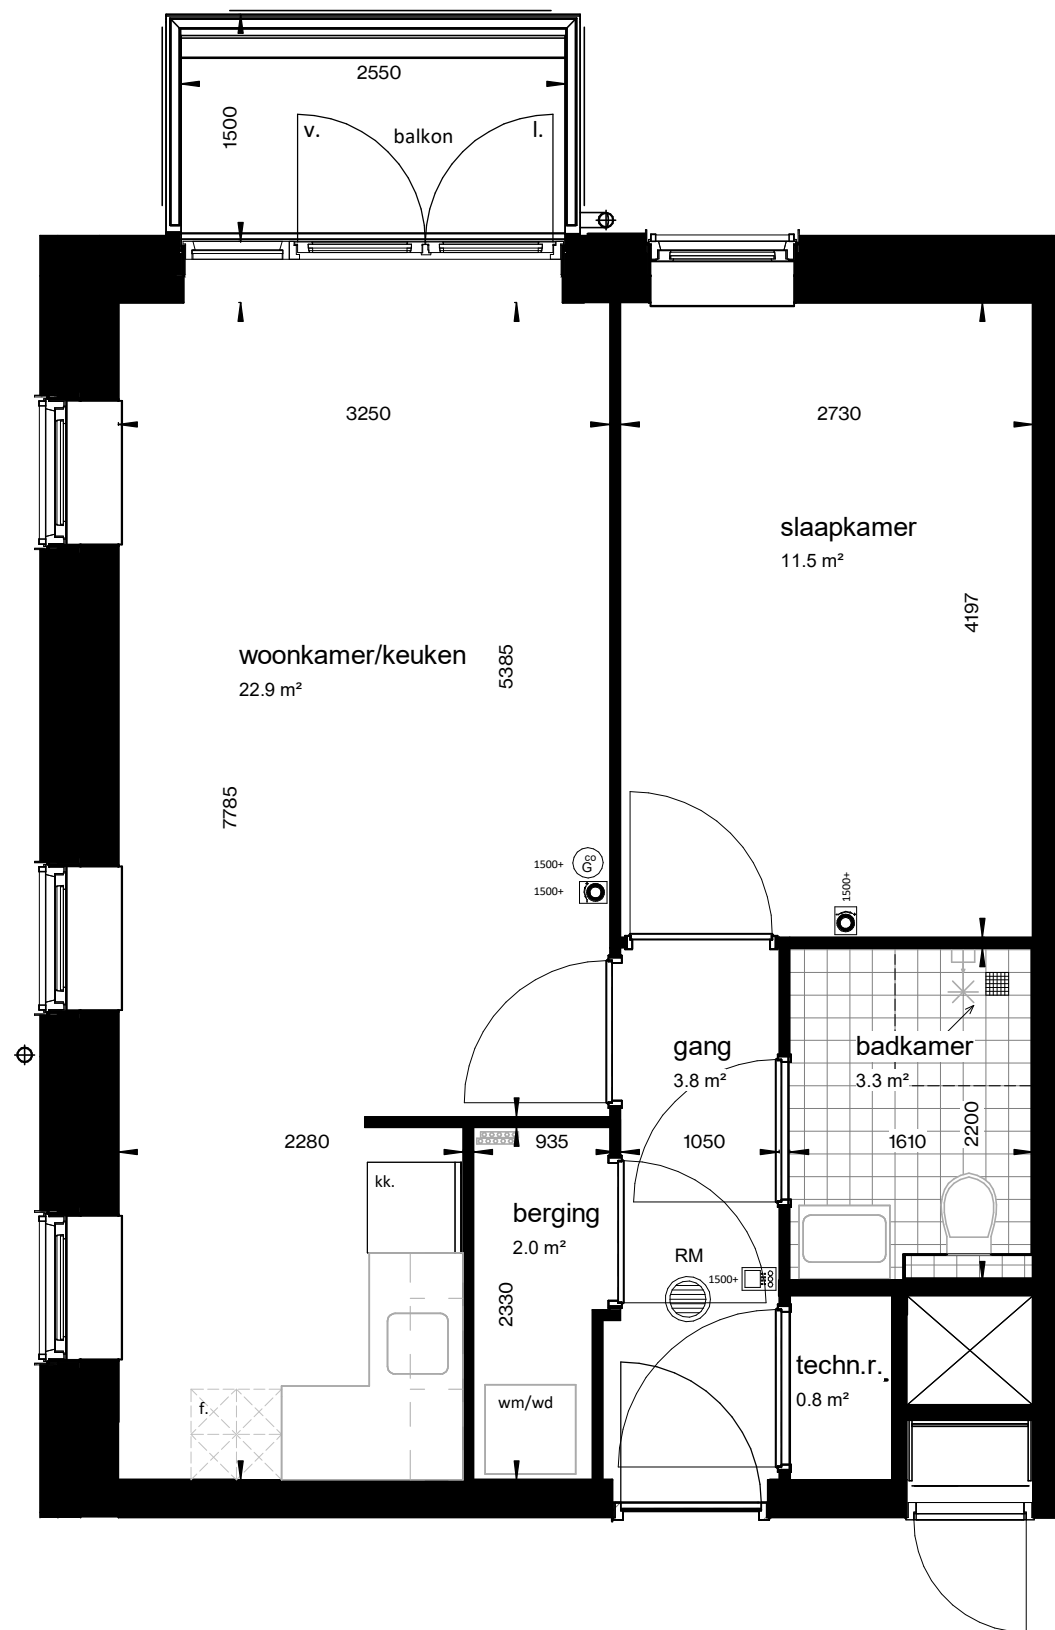 2550
1500
v.
balkon
l.
3250
2730
slaapkamer
11.5 m²
4197
woonkamer/keuken
22.9 m²
5385
7785
1500+
co
G
1500+
1500+
gang
3.8 m²
badkamer
3.3 m²
2280
935
1050
1610
2200
kk.
berging
2.0 m²
RM
1500+
2330
techn.r.
0.8 m²
f.
wm/wd